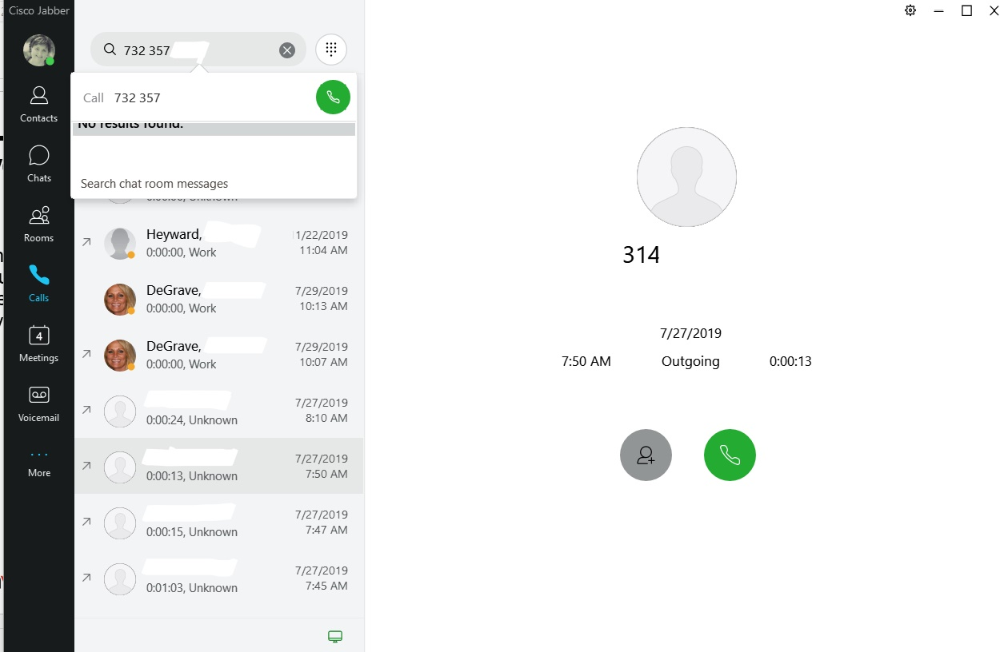 Cisco Jabber
732 357
Call 732 357
No results found.
Search chat room messages
0:00:00, Unknown
Contacts
Chats
Rooms
Calls
4
Meetings
Voicemail
... More
Heyward, 1/22/2019
0:00:00, Work 11:04 AM
DeGrave, 7/29/2019
0:00:00, Work 10:13 AM
DeGrave, 7/29/2019
0:00:00, Work 10:07 AM
7/27/2019
0:00:24, Unknown 8:10 AM
7/27/2019
0:00:13, Unknown 7:50 AM
7/27/2019
0:00:15, Unknown 7:47 AM
7/27/2019
0:01:03, Unknown 7:45 AM
314
7/27/2019
7:50 AM Outgoing 0:00:13